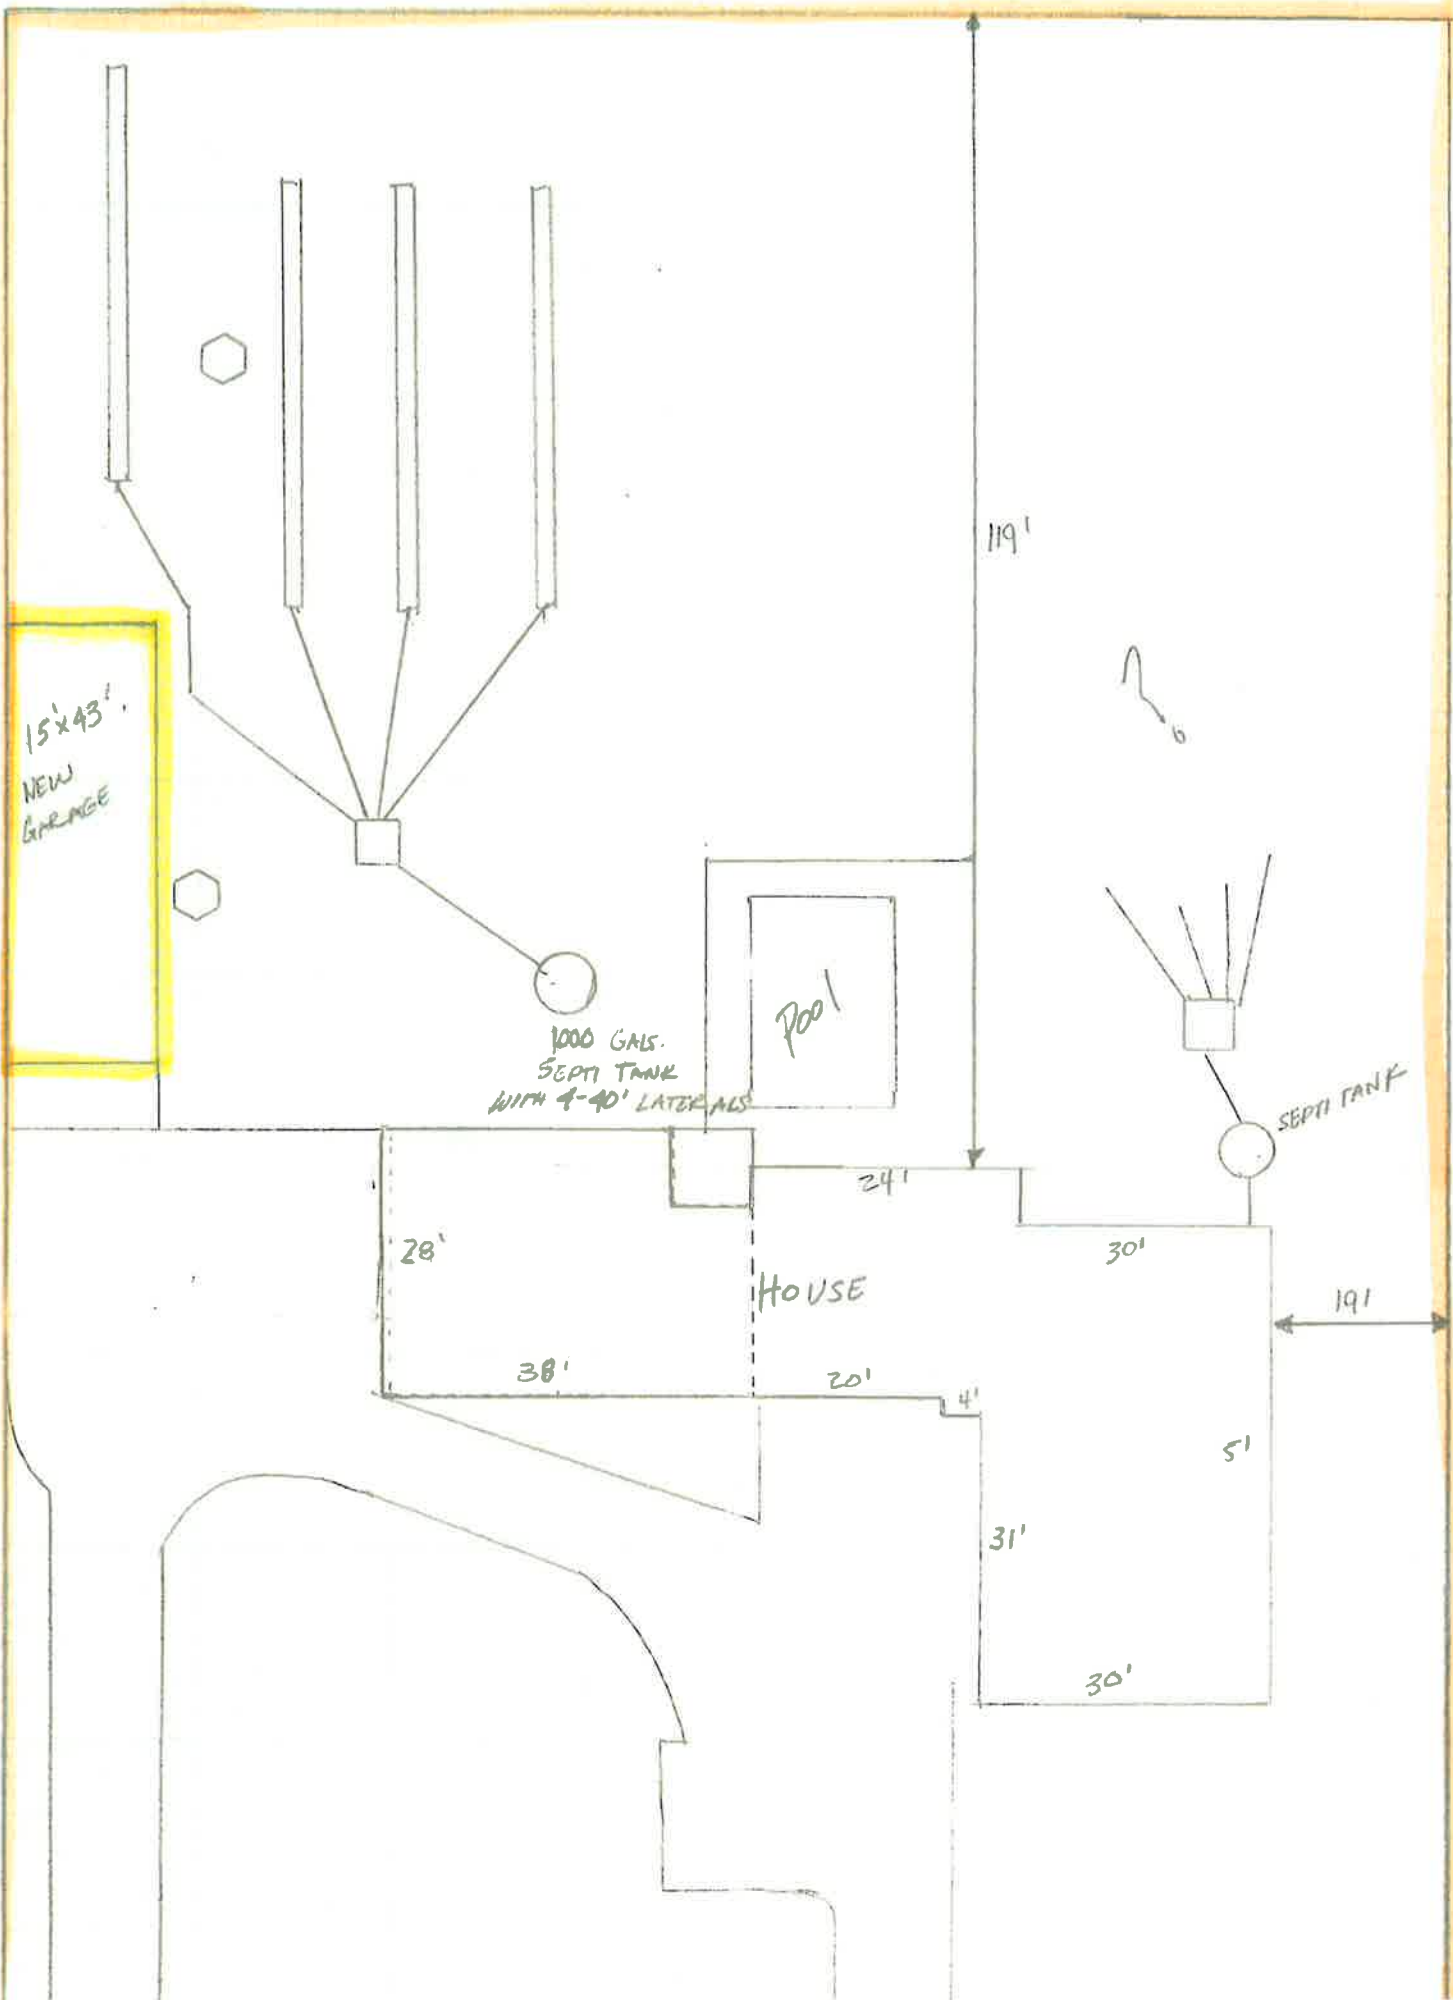 119'
15'x43'.
NEW
GARAGE
1000 GALS.
SEPTI TANK
WITH 4-40' LATERALS
Pool
SEPTI TANK
24'
28'
30'
HOUSE
19'
38'
20'
4'
5'
31'
30'